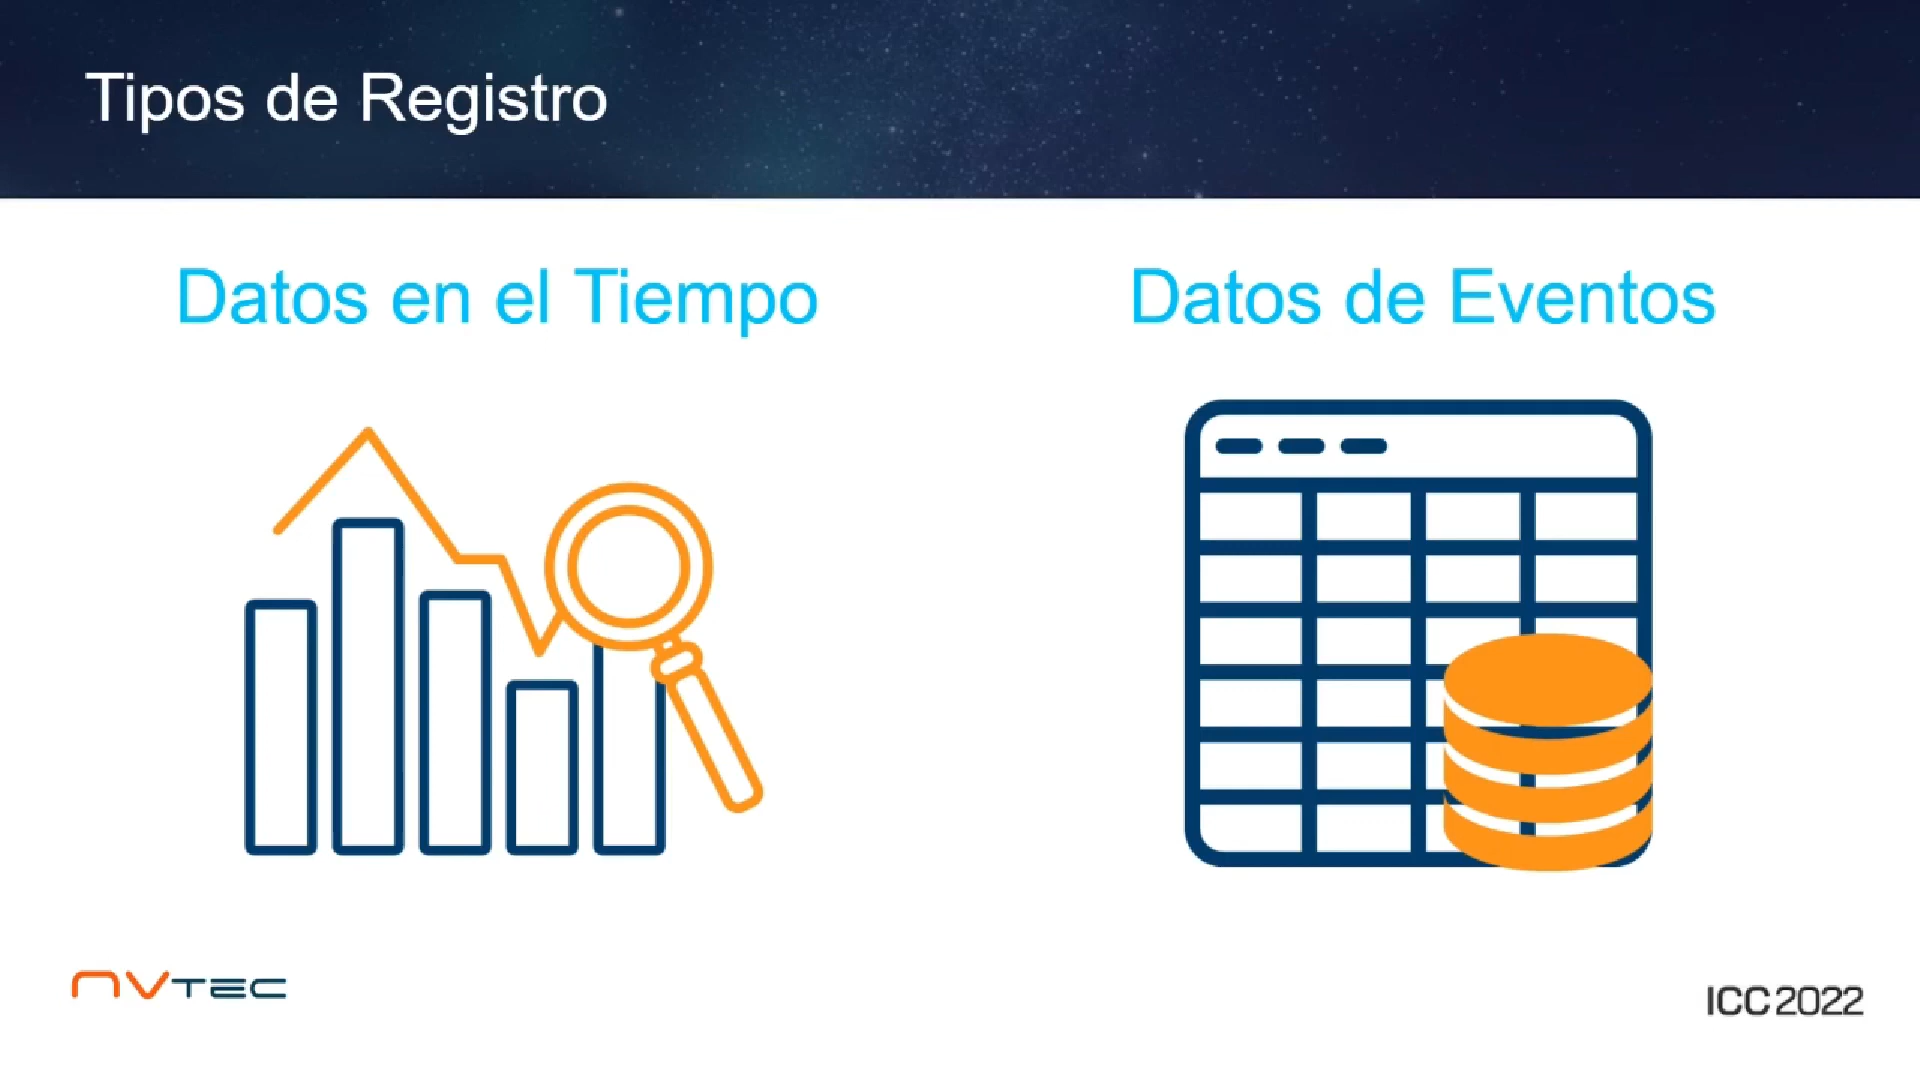 Tipos de Registro
Datos en el Tiempo
Datos de Eventos
NVTEC
ICC2022